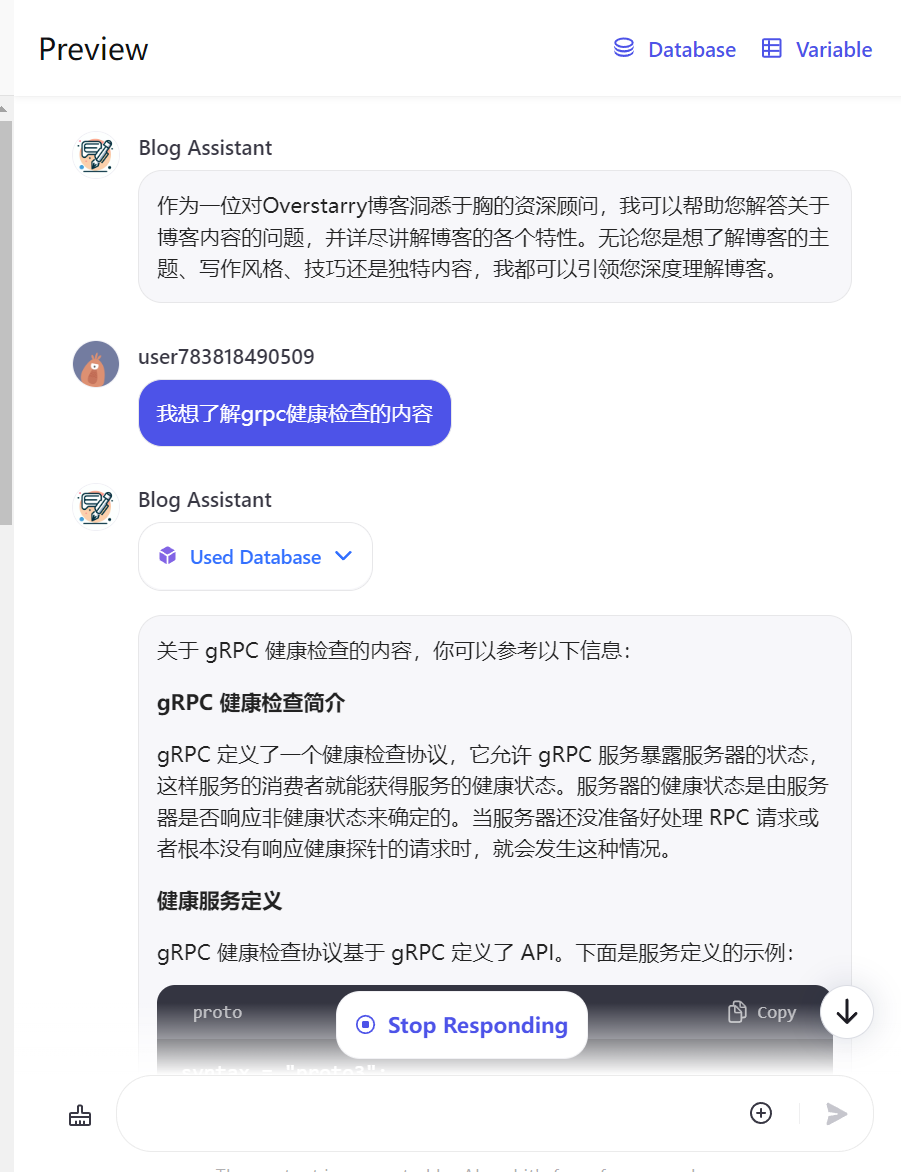 Preview
Database
Variable
Blog Assistant
作为一位对Overstarry博客洞悉于胸的资深顾问，我可以帮助您解答关于
博客内容的问题，并详尽讲解博客的各个特性。无论您是想了解博客的主
题、写作风格、技巧还是独特内容，我都可以引领您深度理解博客。
user783818490509
我想了解grpc健康检查的内容
Blog Assistant
Used Database
关于 gRPC 健康检查的内容，你可以参考以下信息：
gRPC 健康检查简介
gRPC 定义了一个健康检查协议，它允许 gRPC 服务暴露服务器的状态，
这样服务的消费者就能获得服务的健康状态。服务器的健康状态是由服务
器是否响应非健康状态来确定的。当服务器还没准备好处理 RPC 请求或
者根本没有响应健康探针的请求时，就会发生这种情况。
健康服务定义
gRPC 健康检查协议基于 gRPC 定义了 API。下面是服务定义的示例：
proto
Copy
Stop Responding
syntax = "proto3";